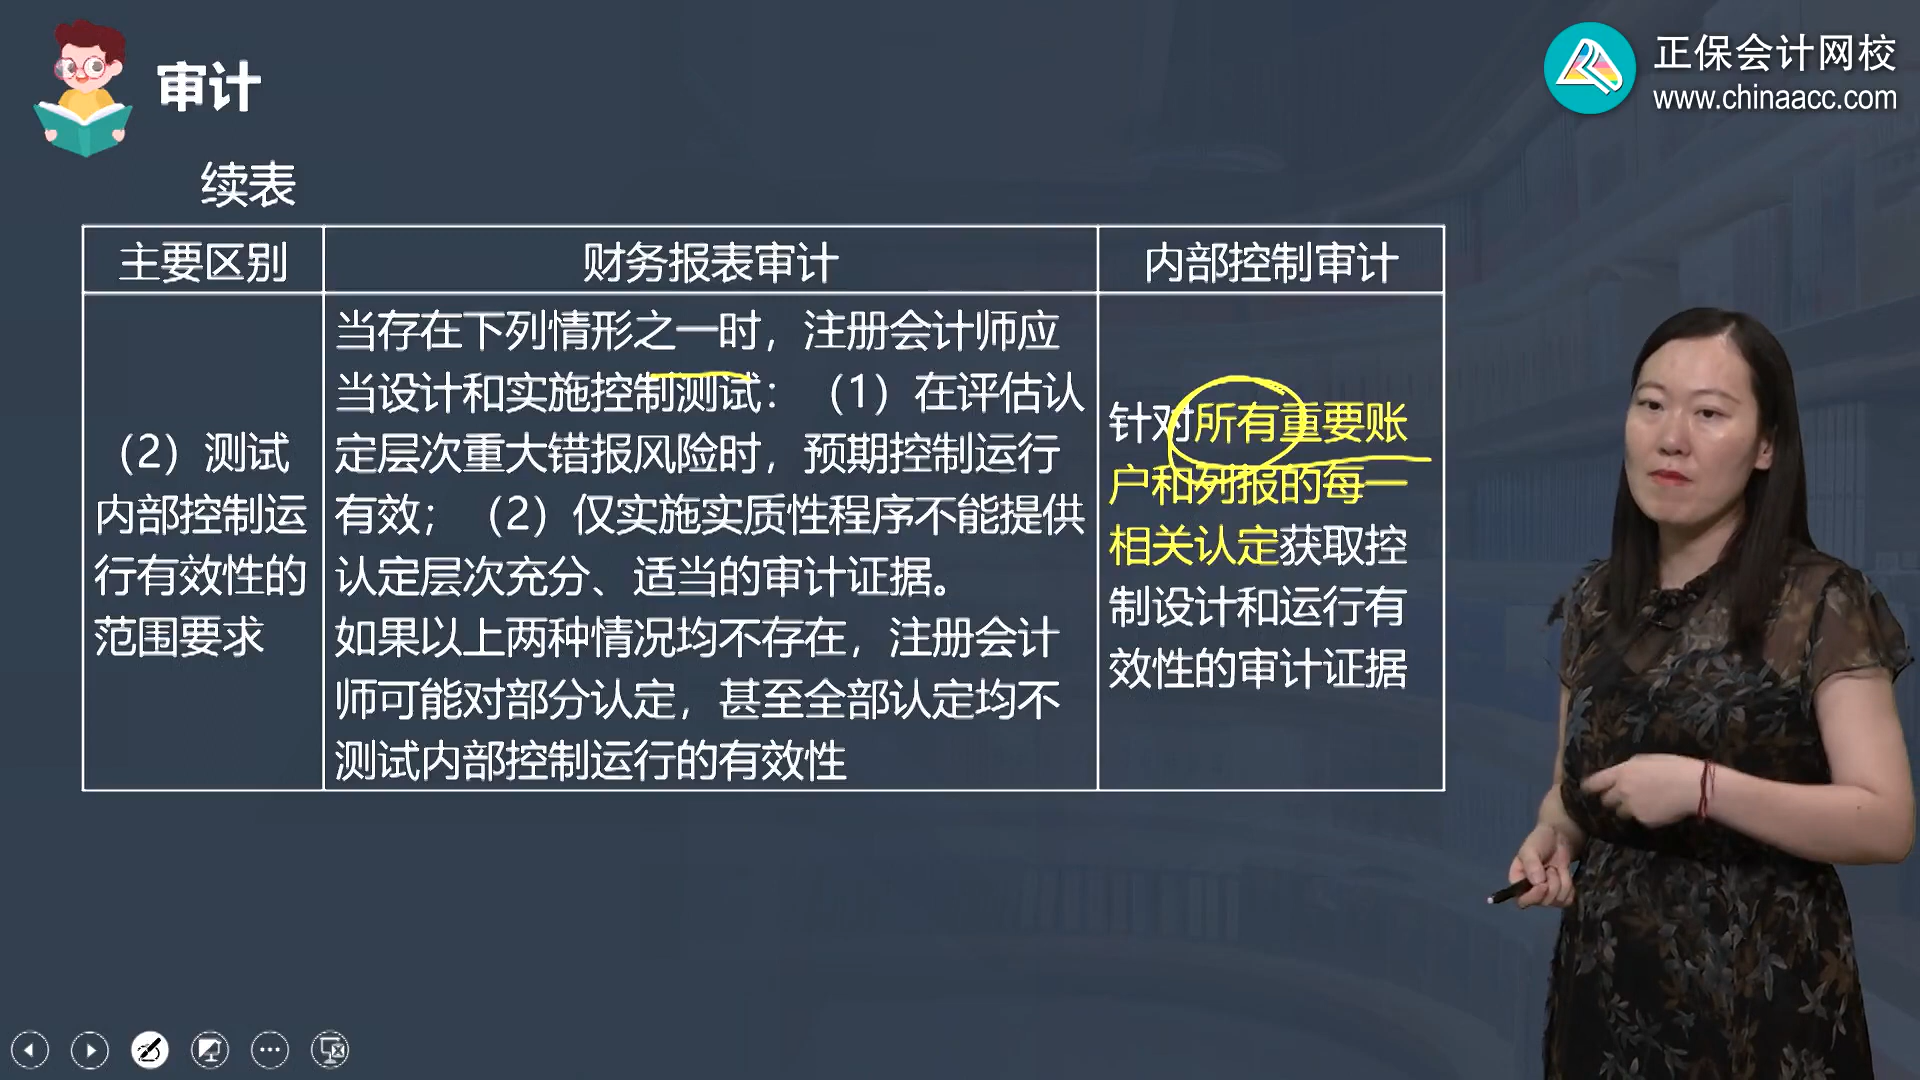 审计
正保会计网校
www.chinaacc.com
续表
主要区别
财务报表审计
内部控制审计
（2）测试
内部控制运
行有效性的
范围要求
当存在下列情形之一时，注册会计师应
当设计和实施控制测试：（1）在评估认
定层次重大错报风险时，预期控制运行
有效；（2）仅实施实质性程序不能提供
认定层次充分、适当的审计证据。
如果以上两种情况均不存在，注册会计
师可能对部分认定，甚至全部认定均不
测试内部控制运行的有效性
针对所有重要账
户和列报的每一
相关认定获取控
制设计和运行有
效性的审计证据